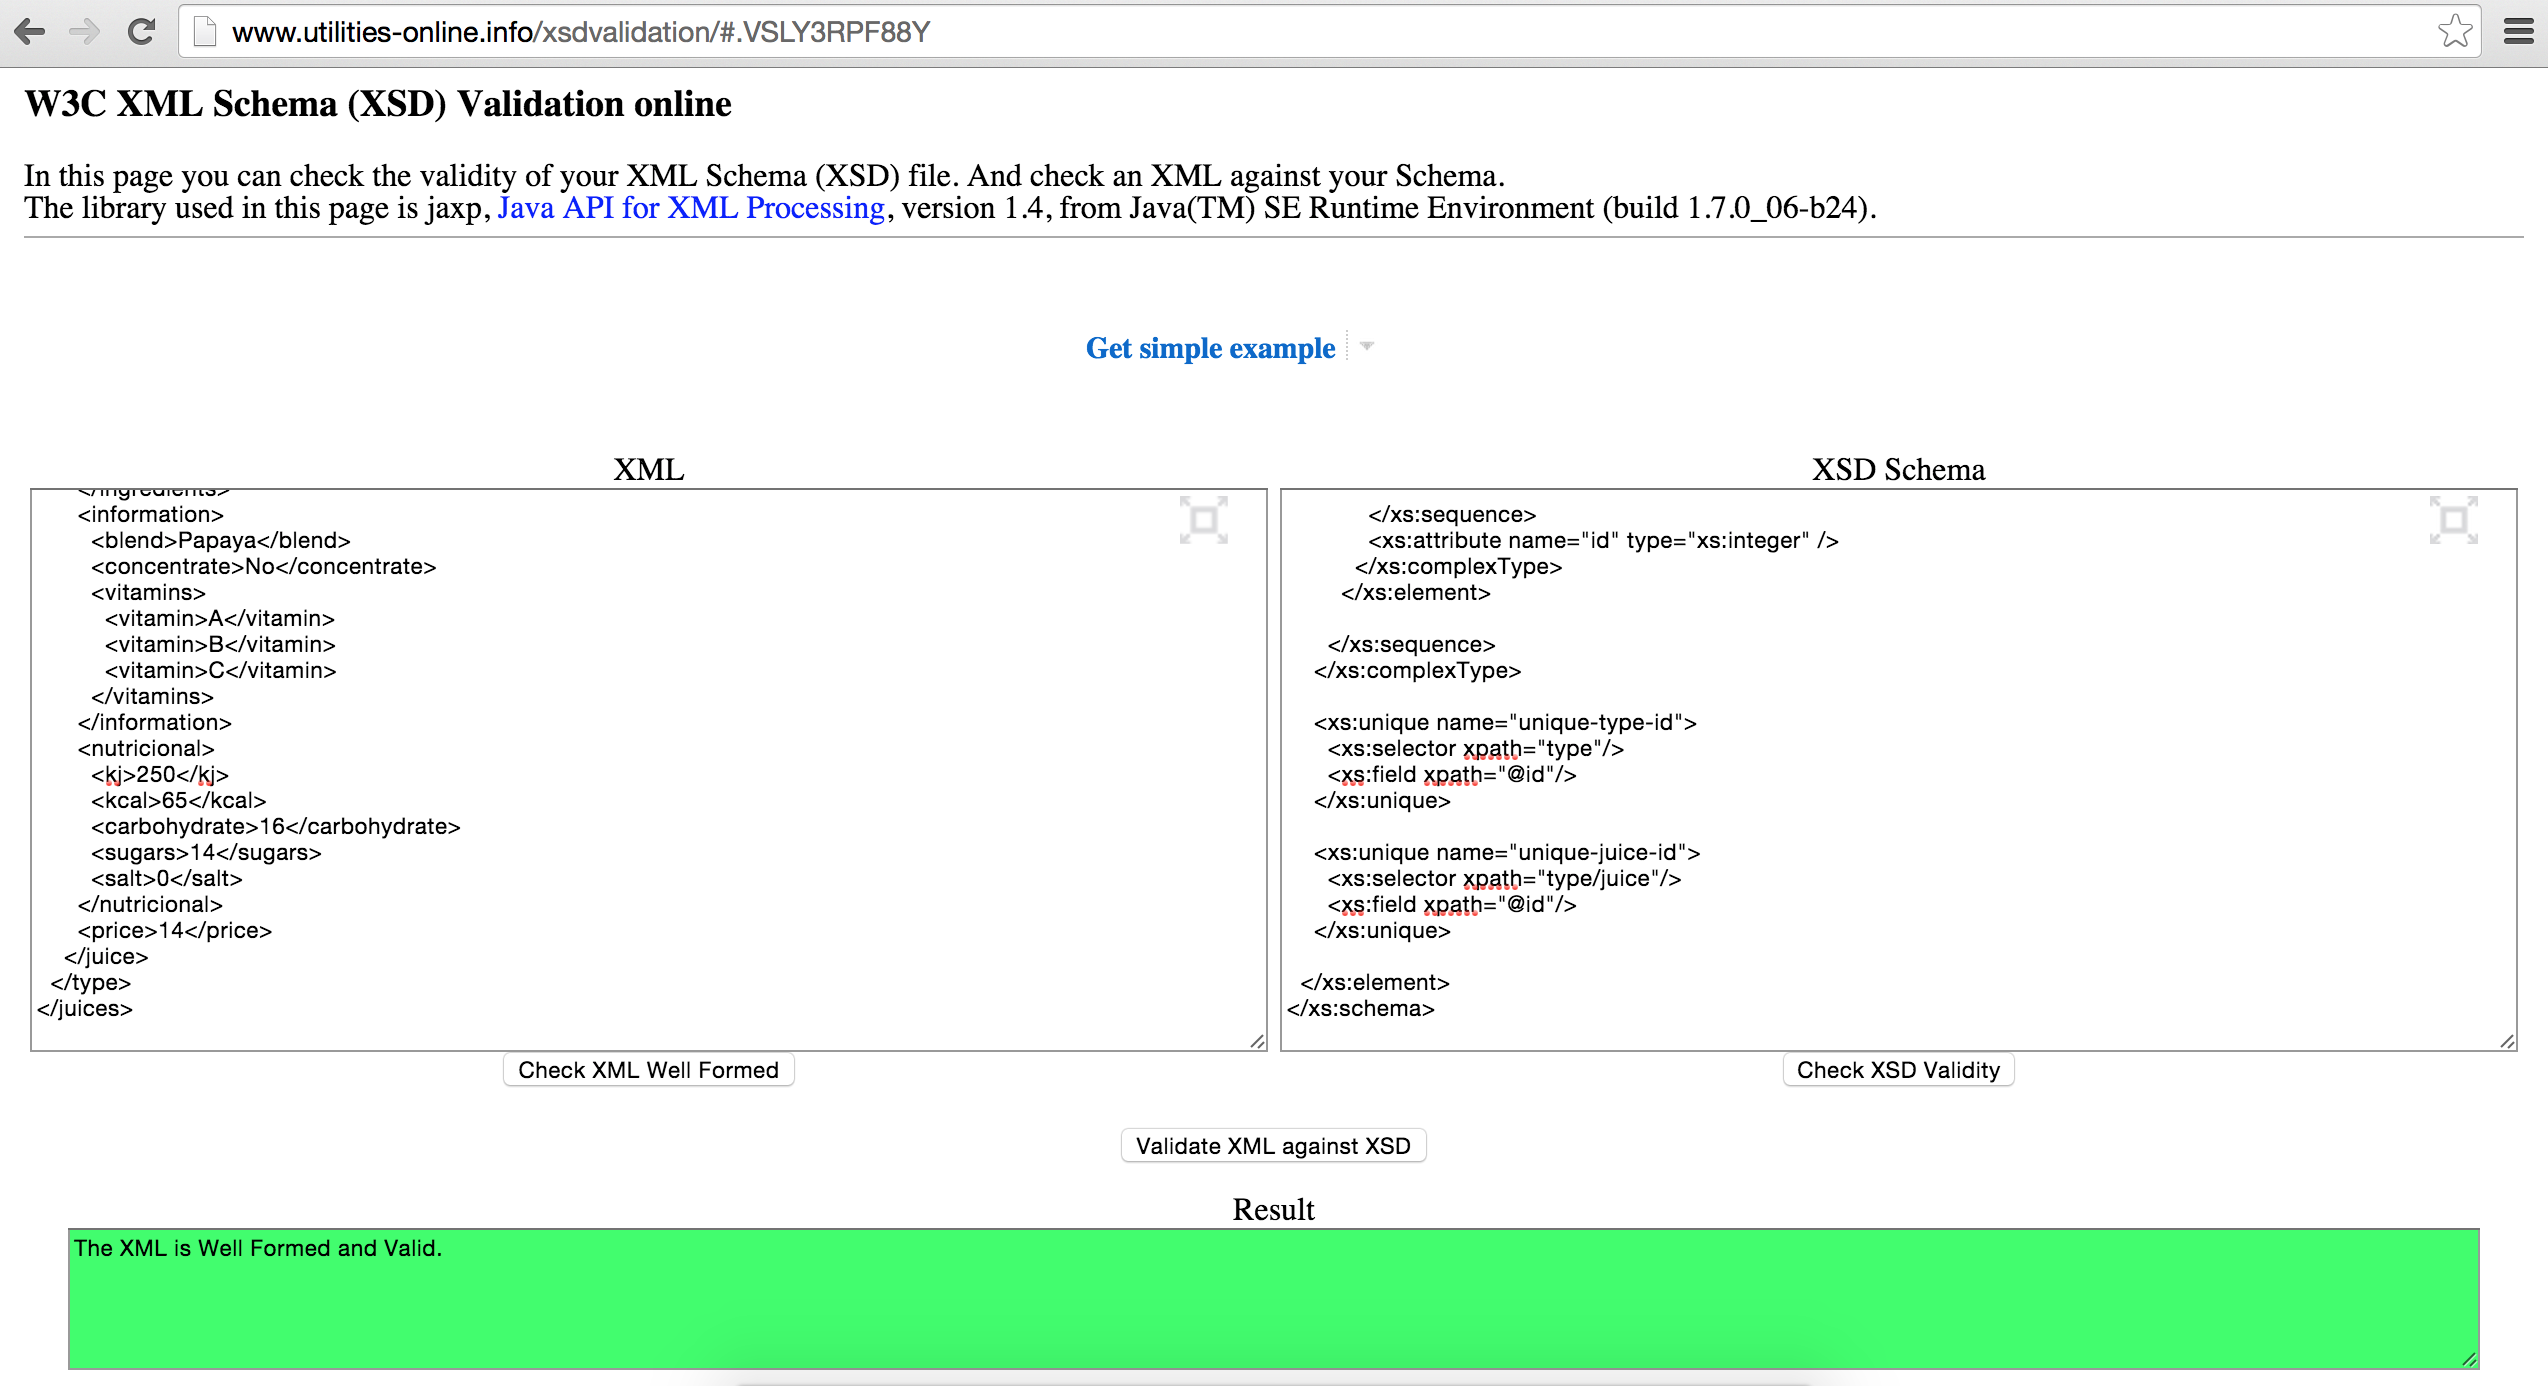 www.utilities-online.info/xsdvalidation/#.VSLY3RPF88Y
W3C XML Schema (XSD) Validation online
In this page you can check the validity of your XML Schema (XSD) file. And check an XML against your Schema.
The library used in this page is jaxp, Java API for XML Processing, version 1.4, from Java(TM) SE Runtime Environment (build 1.7.0_06-b24).
Get simple example
XML
</ingredients>
<information>
<blend>Papaya</blend>
<concentrate>No</concentrate>
<vitamins>
<vitamin>A</vitamin>
<vitamin>B</vitamin>
<vitamin>C</vitamin>
</vitamins>
</information>
<nutricional>
<kj>250</kj>
<kcal>65</kcal>
<carbohydrate>16</carbohydrate>
<sugars>14</sugars>
<salt>0</salt>
</nutricional>
<price>14</price>
</juice>
</type>
</juices>
Check XML Well Formed
XSD Schema
</xs:sequence>
<xs:attribute name="id" type="xs:integer" />
</xs:complexType>
</xs:element>
</xs:sequence>
</xs:complexType>
<xs:unique name="unique-type-id">
<xs:selector xpath="type"/>
<xs:field xpath="@id"/>
</xs:unique>
<xs:unique name="unique-juice-id">
<xs:selector xpath="type/juice"/>
<xs:field xpath="@id"/>
</xs:unique>
</xs:element>
</xs:schema>
Check XSD Validity
Validate XML against XSD
Result
The XML is Well Formed and Valid.